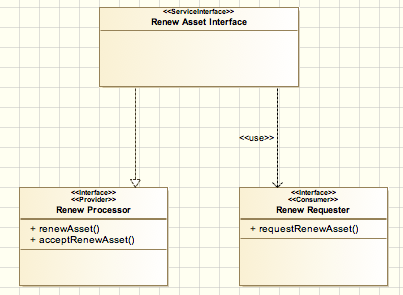 <<ServiceInterface>>
Renew Asset Interface
<<use>>
<<Interface>>
<<Provider>>
Renew Processor
+ renewAsset()
+ acceptRenewAsset()
<<Interface>>
<<Consumer>>
Renew Requester
+ requestRenewAsset()